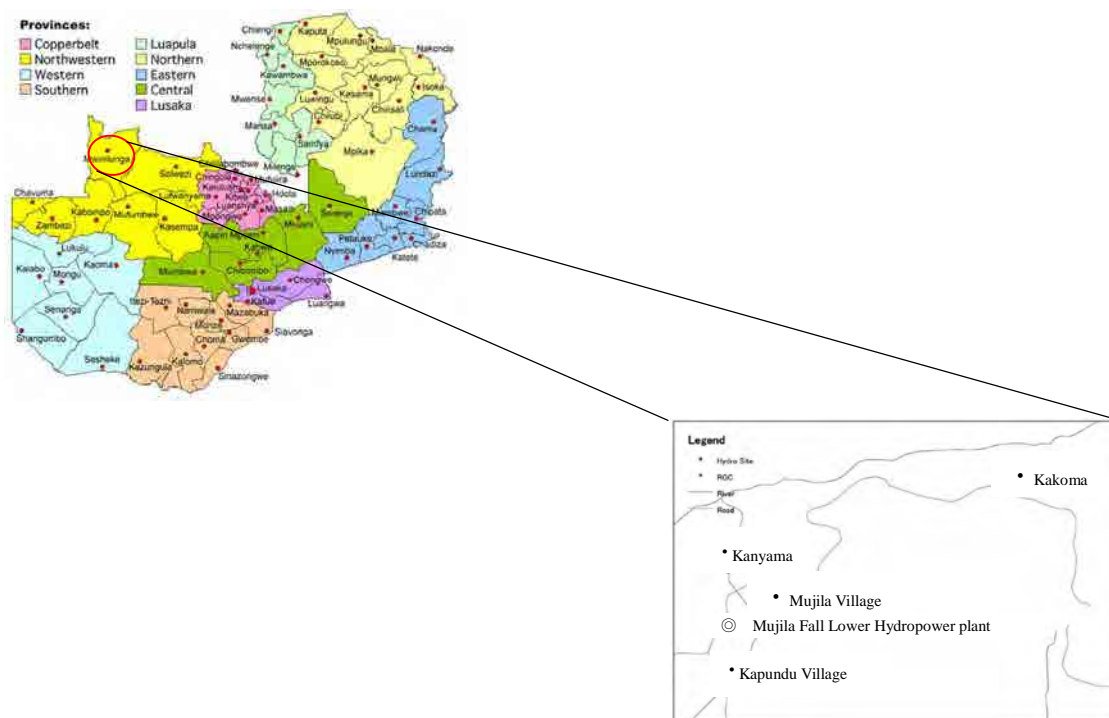 Provinces:
Copperbelt
Northwestern
Western
Southern
Luapula
Northern
Eastern
Central
Lusaka
Chiengi
Kaputa
Mpulungu
Mbala
Nakonde
Nchelenge
Mporokoso
Kawambwa
Mungwi
Isoka
Mwense
Luwingu
Kasama
Chinsali
Mansa
Chilubi
Chama
Samfya
Mpika
Mwinilunga
Milenge
Lundazi
Solwezi
Chililabombwe
Chingola
Mufulira
Kalulushi
Kitwe
Ndola
Lufwanyama
Luanshya
Masaiti
Mpongwe
Chavuma
Kabompo
Mufumbwe
Zambezi
Kasempa
Serenje
Mambwe
Chipata
Mkushi
Kapiri Mposhi
Petauke
Chadiza
Lukulu
Kabwe
Nyimba
Katete
Kalabo
Kaoma
Mumbwa
Chibombo
Mongu
Chongwe
Lusaka
Luangwa
Itezi-Tezhi
Kafue
Senanga
Namwala
Mazabuka
Monze
Siavonga
Shangombo
Choma
Gwembe
Sesheke
Kazungula
Kalomo
Sinazongwe
Legend
Hydro Site
RGC
River
Road
Kakoma
Kanyama
Mujila Village
Mujila Fall Lower Hydropower plant
Kapundu Village